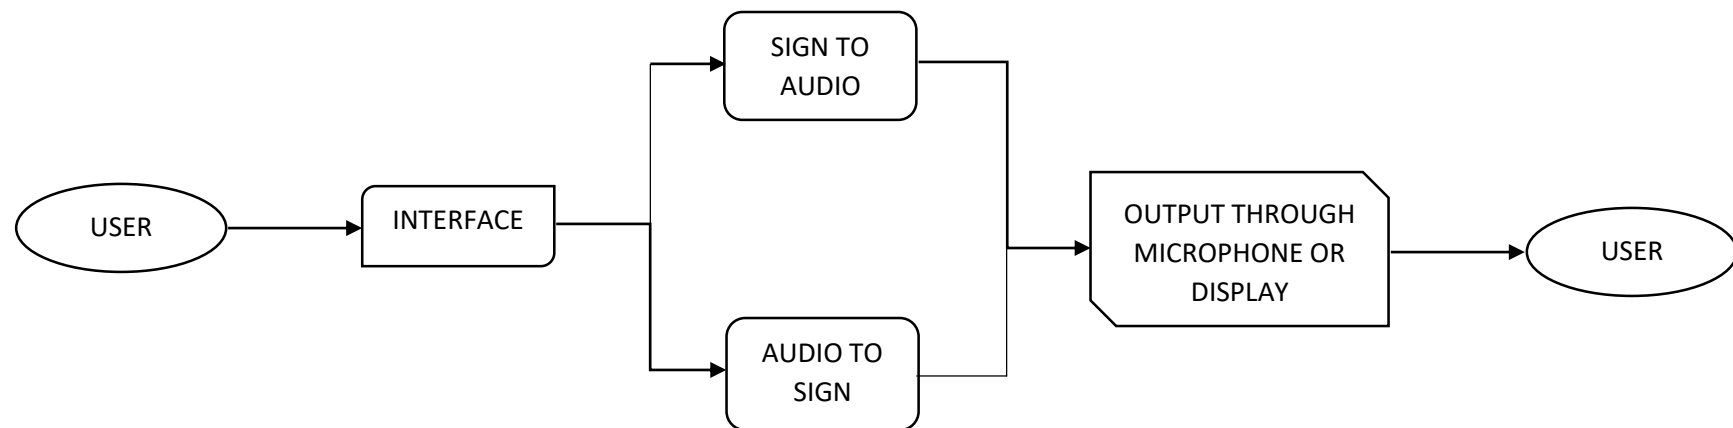 USER
INTERFACE
SIGN TO
AUDIO
AUDIO TO
SIGN
OUTPUT THROUGH
MICROPHONE OR
DISPLAY
USER